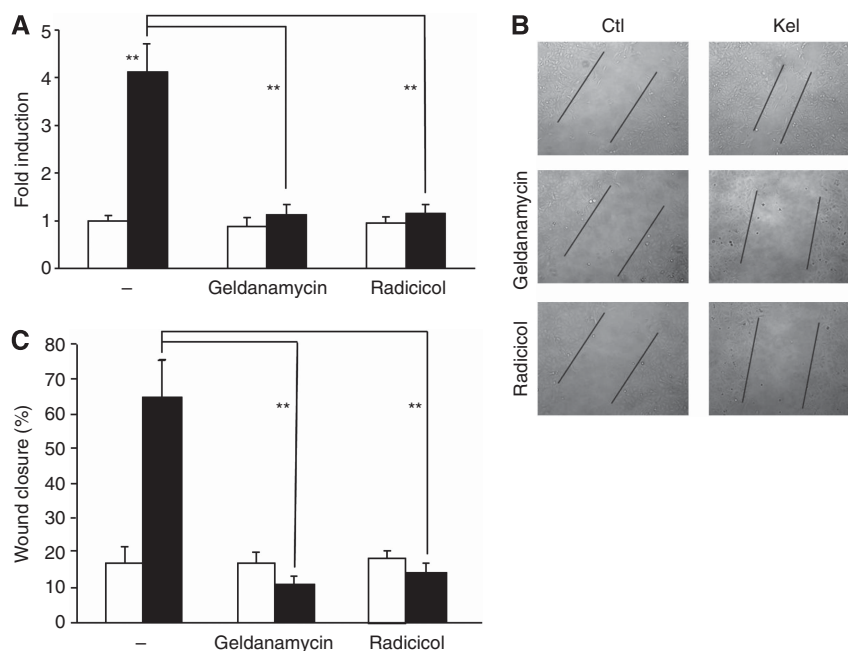 A
Fold induction
5
4
3
2
1
0
**
**
**
–
Geldanamycin
Radicicol
B
Ctl
Kel
Geldanamycin
Radicicol
C
Wound closure (%)
80
70
60
50
40
30
20
10
0
**
**
–
Geldanamycin
Radicicol